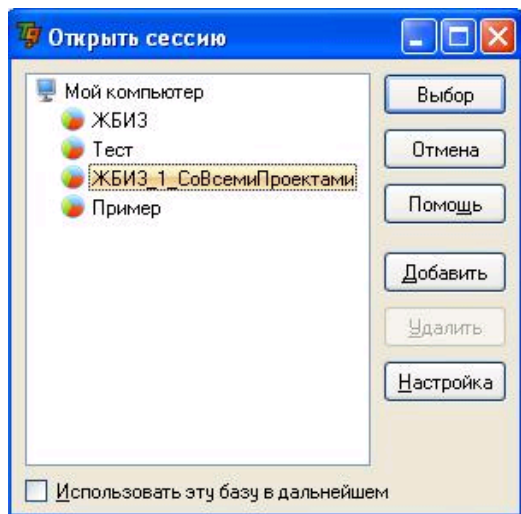 Открыть сессию
Мой компьютер
ЖБИЗ
Тест
ЖБИЗ_1_СоВсемиПроектами
Пример
Выбор
Отмена
Помощь
Добавить
Удалить
Настройка
Использовать эту базу в дальнейшем